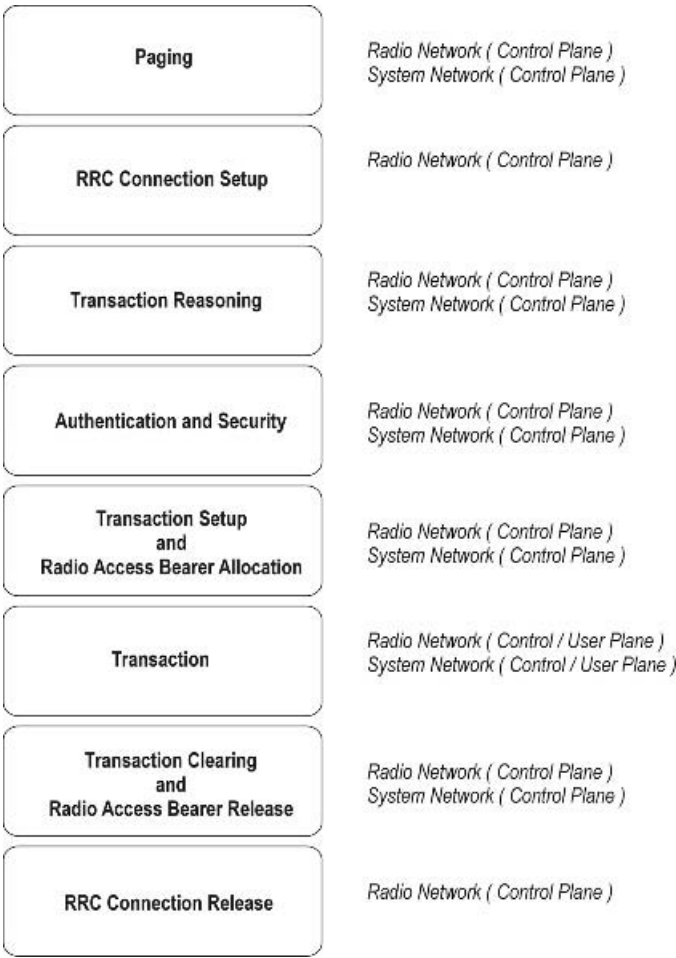 Paging
Radio Network ( Control Plane )
System Network ( Control Plane )
RRC Connection Setup
Radio Network ( Control Plane )
Transaction Reasoning
Radio Network ( Control Plane )
System Network ( Control Plane )
Authentication and Security
Radio Network ( Control Plane )
System Network ( Control Plane )
Transaction Setup
and
Radio Access Bearer Allocation
Radio Network ( Control Plane )
System Network ( Control Plane )
Transaction
Radio Network ( Control / User Plane )
System Network ( Control / User Plane )
Transaction Clearing
and
Radio Access Bearer Release
Radio Network ( Control Plane )
System Network ( Control Plane )
RRC Connection Release
Radio Network ( Control Plane )